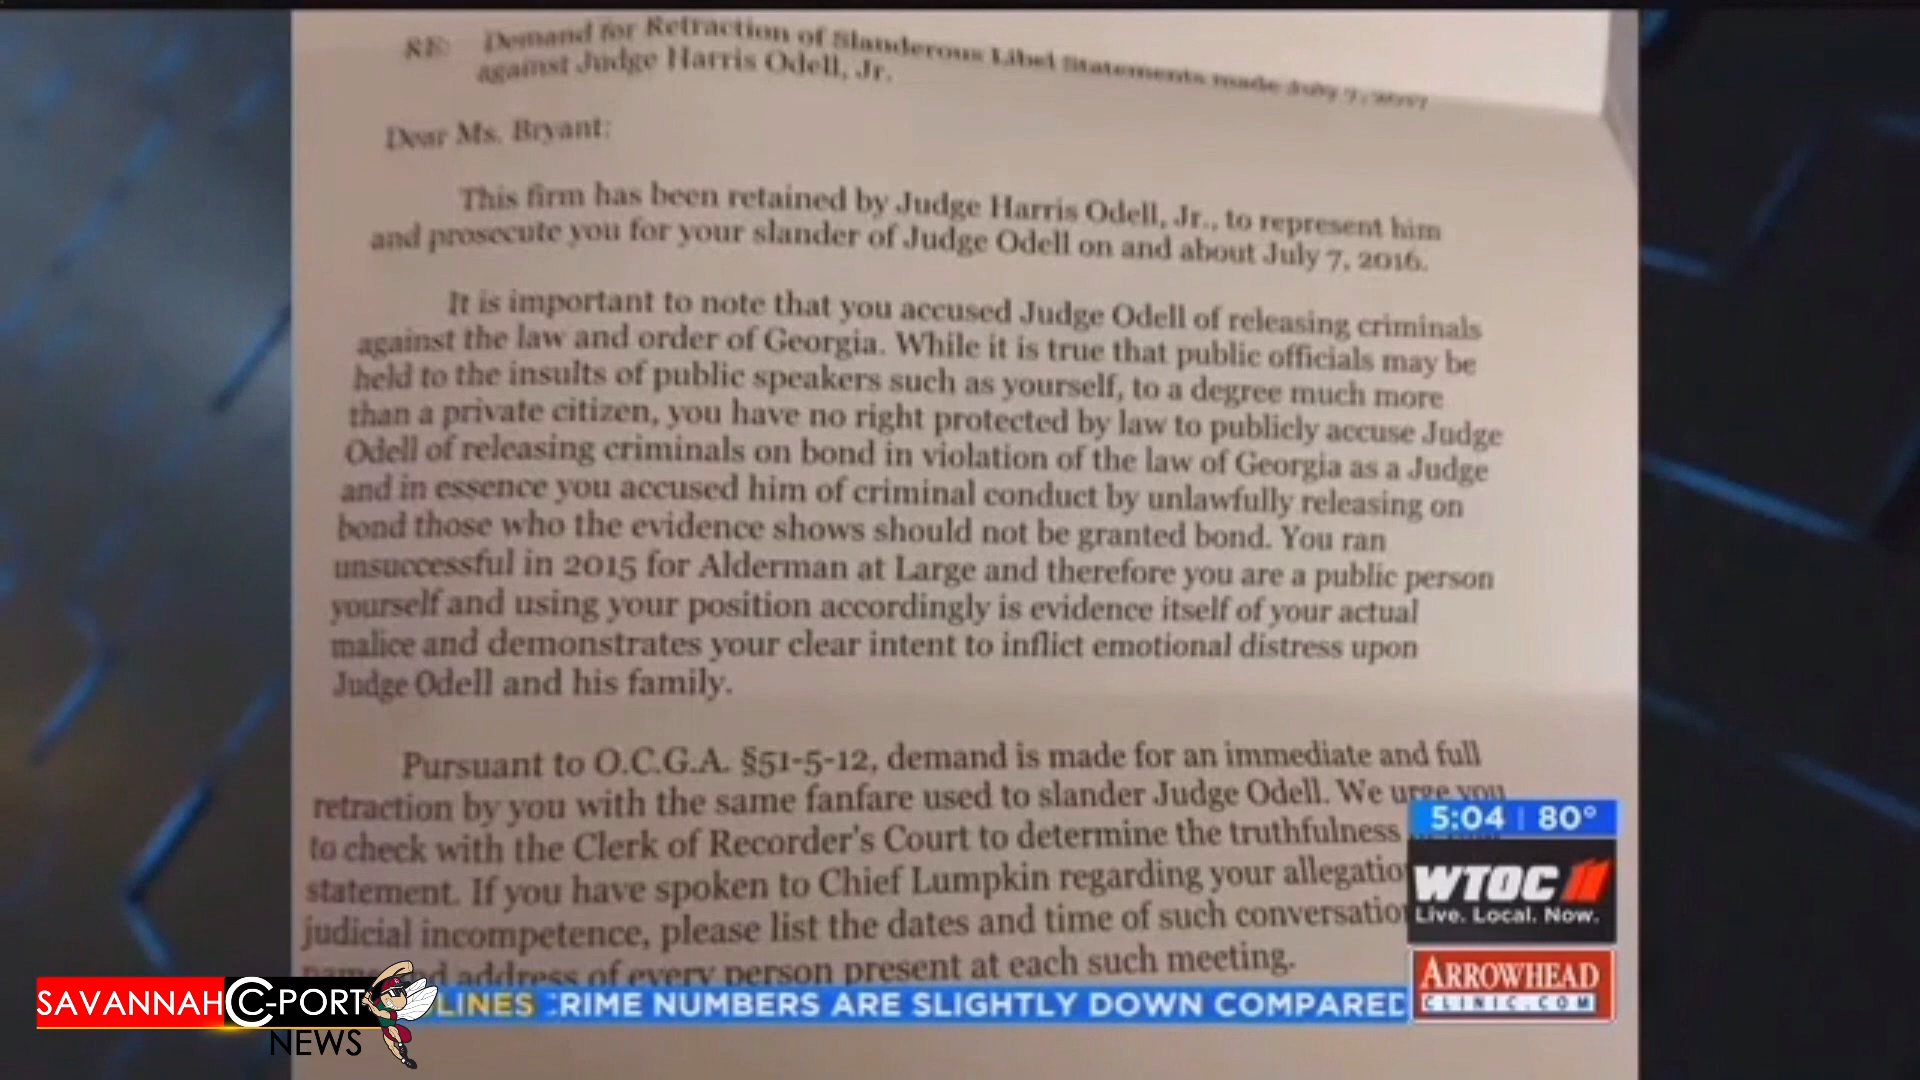 RE: Demand for Retraction of Slanderous Libel Statements made July 7,
against Judge Harris Odell, Jr.
Dear Ms. Bryant:
This firm has been retained by Judge Harris Odell, Jr., to represent him
and prosecute you for your slander of Judge Odell on and about July 7, 2016.
It is important to note that you accused Judge Odell of releasing criminals
against the law and order of Georgia. While it is true that public officials may be
held to the insults of public speakers such as yourself, to a degree much more
than a private citizen, you have no right protected by law to publicly accuse Judge
Odell of releasing criminals on bond in violation of the law of Georgia as a Judge
and in essence you accused him of criminal conduct by unlawfully releasing on
bond those who the evidence shows should not be granted bond. You ran
unsuccessful in 2015 for Alderman at Large and therefore you are a public person
yourself and using your position accordingly is evidence itself of your actual
malice and demonstrates your clear intent to inflict emotional distress upon
Judge Odell and his family.
Pursuant to O.C.G.A. §51-5-12, demand is made for an immediate and full
retraction by you with the same fanfare used to slander Judge Odell. We urge you
to check with the Clerk of Recorder's Court to determine the truthfulness
statement. If you have spoken to Chief Lumpkin regarding your allegatio
judicial incompetence, please list the dates and time of such conversatio
address of every person present at each such meeting.
5:04 | 80°
WTOC 11
Live. Local. Now.
ARROWHEAD
CLINIC.COM
LINES RIME NUMBERS ARE SLIGHTLY DOWN COMPARED
SAVANNAH C-PORT
NEWS